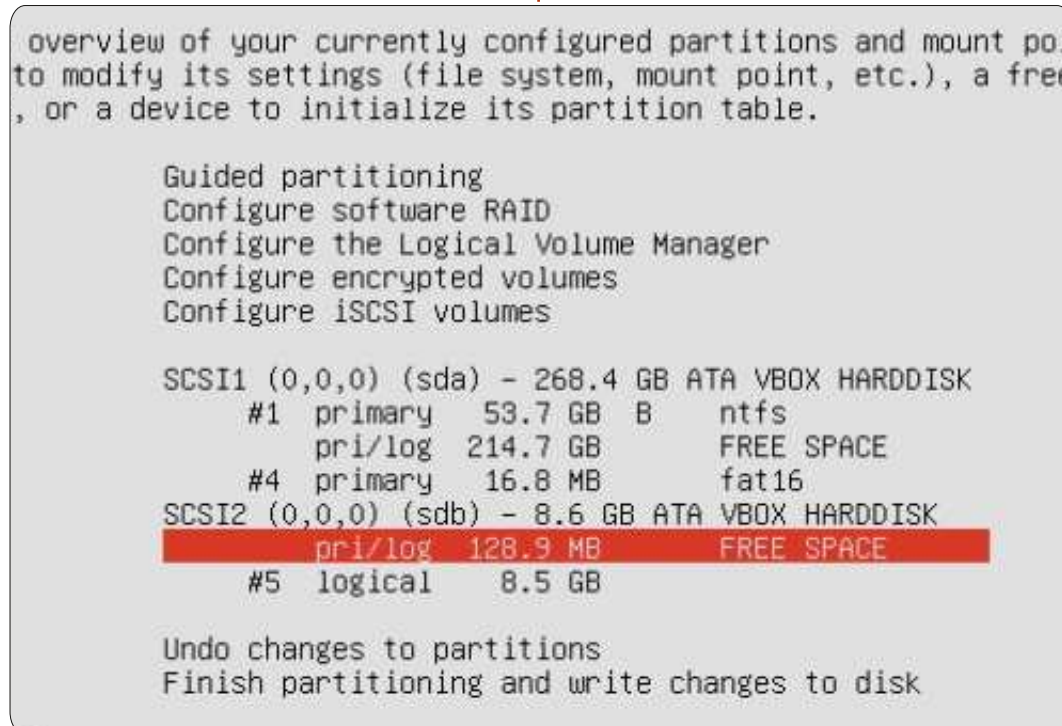 overview of your currently configured partitions and mount po
to modify its settings (file system, mount point, etc.), a free
, or a device to initialize its partition table.
Guided partitioning
Configure software RAID
Configure the Logical Volume Manager
Configure encrypted volumes
Configure iSCSI volumes
SCSI1 (0,0,0) (sda) - 268.4 GB ATA VBOX HARDDISK
#1 primary 53.7 GB B ntfs
pri/log 214.7 GB FREE SPACE
#4 primary 16.8 MB fat16
SCSI2 (0,0,0) (sdb) - 8.6 GB ATA VBOX HARDDISK
pri/log 128.9 MB FREE SPACE
#5 logical 8.5 GB
Undo changes to partitions
Finish partitioning and write changes to disk